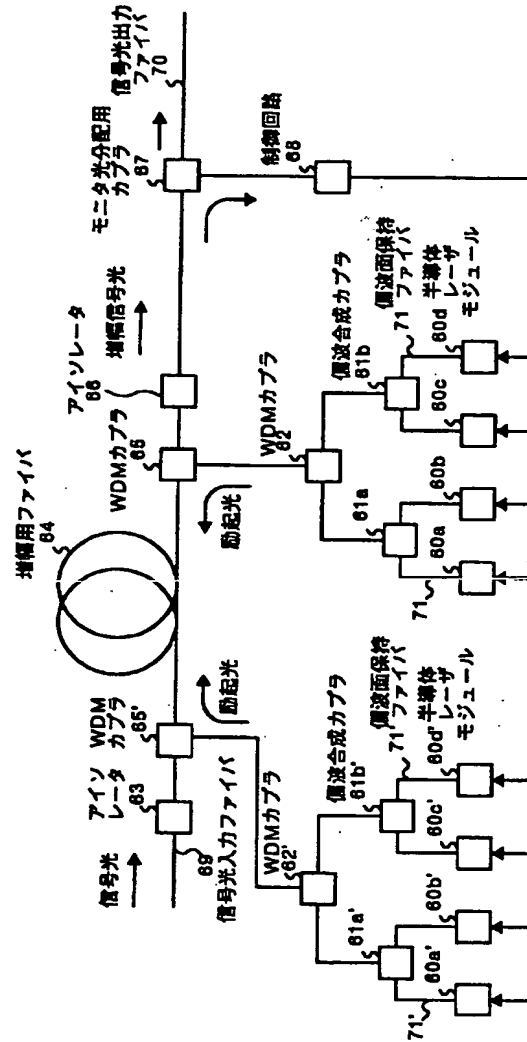 信号光
アイソ
レータ
63
WDM
カプラ
65'
増幅用ファイバ
64
WDMカプラ
65
アイソレータ
66
増幅信号光
モニタ光分配用
カプラ
67
信号光出力
ファイバ
70
69
信号光入力ファイバ
励起光
励起光
制御回路
68
WDMカプラ
62'
WDMカプラ
62
61a'
偏波合成カプラ
61b'
偏波面保持
71' ファイバ
61a
偏波合成カプラ
61b
偏波面保持
71 ファイバ
71'
60a'
60b'
60c'
60d'
半導体
レーザ
モジュール
71
60a
60b
60c
60d
半導体
レーザ
モジュール